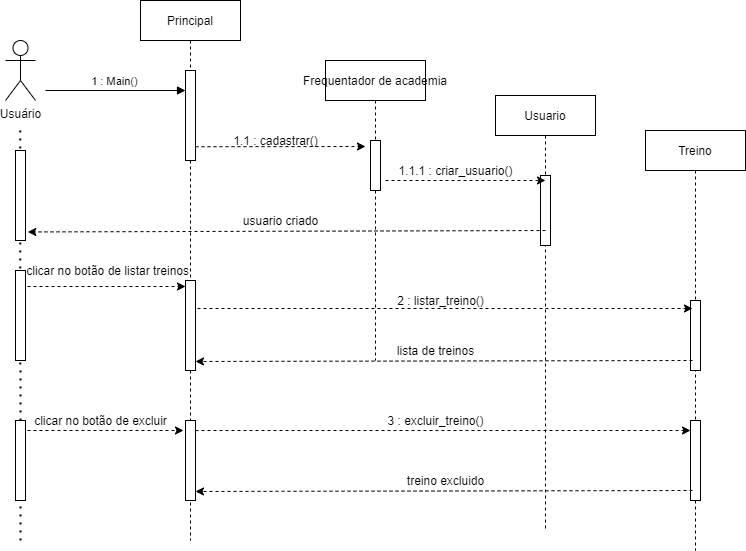 Principal
Frequentador de academia
1 : Main()
Usuário
Usuario
1.1 : cadastrar()
Treino
1.1.1 : criar_usuario()
usuario criado
clicar no botão de listar treinos
2 : listar_treino()
lista de treinos
clicar no botão de excluir
3 : excluir_treino()
treino excluido